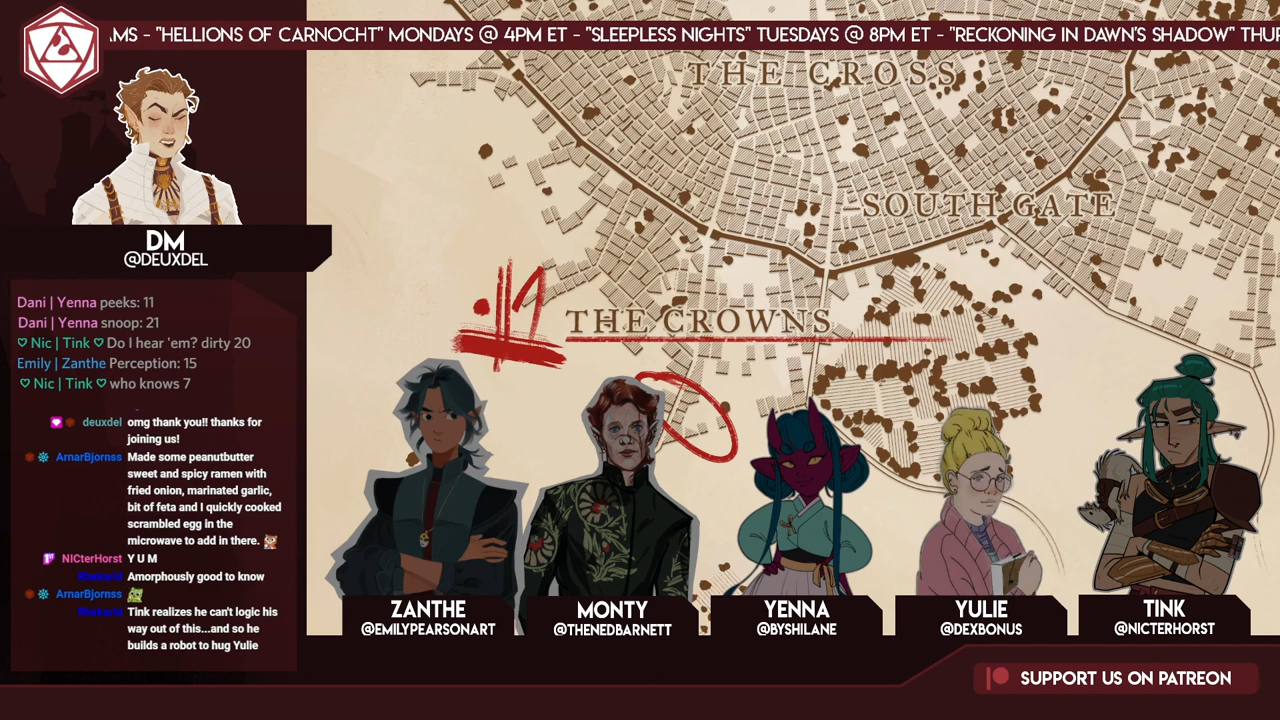 AMS - "HELLIONS OF CARNOCHT" MONDAYS @ 4PM ET - "SLEEPLESS NIGHTS" TUESDAYS @ 8PM ET - "RECKONING IN DAWN'S SHADOW" THUR
THE CROSS
SOUTH GATE
THE CROWNS
DM
@DEUXDEL
Dani | Yenna peeks: 11
Dani | Yenna snoop: 21
♡ Nic | Tink ♡ Do I hear 'em? dirty 20
Emily | Zanthe Perception: 15
♡ Nic | Tink ♡ who knows 7
deuxdel omg thank you!! thanks for
joining us!
ArnarBjornss Made some peanutbutter
sweet and spicy ramen with
fried onion, marinated garlic,
bit of feta and I quickly cooked
scrambled egg in the
microwave to add in there.
NICterHorst Y U M
Amorphously good to know
ArnarBjornss
Tink realizes he can't logic his
way out of this...and so he
builds a robot to hug Yulie
ZANTHE
@EMILYPEARSONART
MONTY
@THENEDBARNETT
YENNA
@BYSHILANE
YULIE
@DEXBONUS
TINK
@NICTERHORST
SUPPORT US ON PATREON